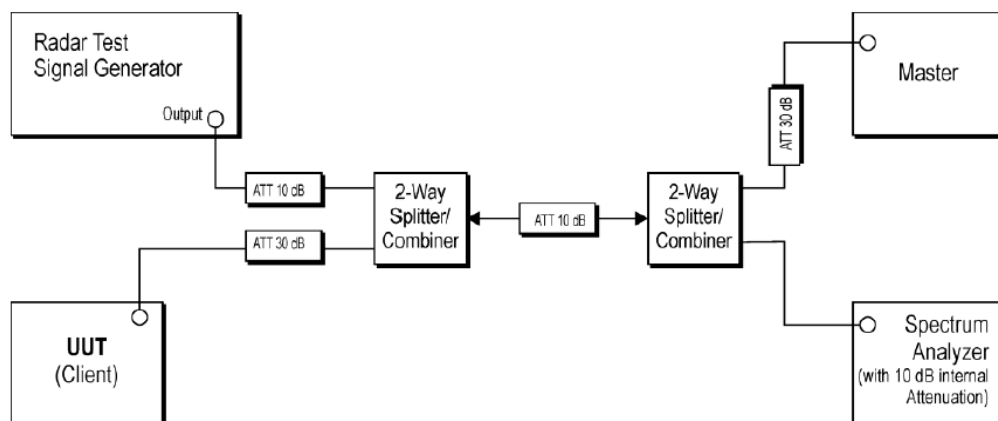 Radar Test
Signal Generator
Output
ATT 10 dB
ATT 30 dB
2-Way
Splitter/
Combiner
ATT 10 dB
2-Way
Splitter/
Combiner
ATT 30 dB
Master
UUT
(Client)
Spectrum
Analyzer
(with 10 dB internal
Attenuation)